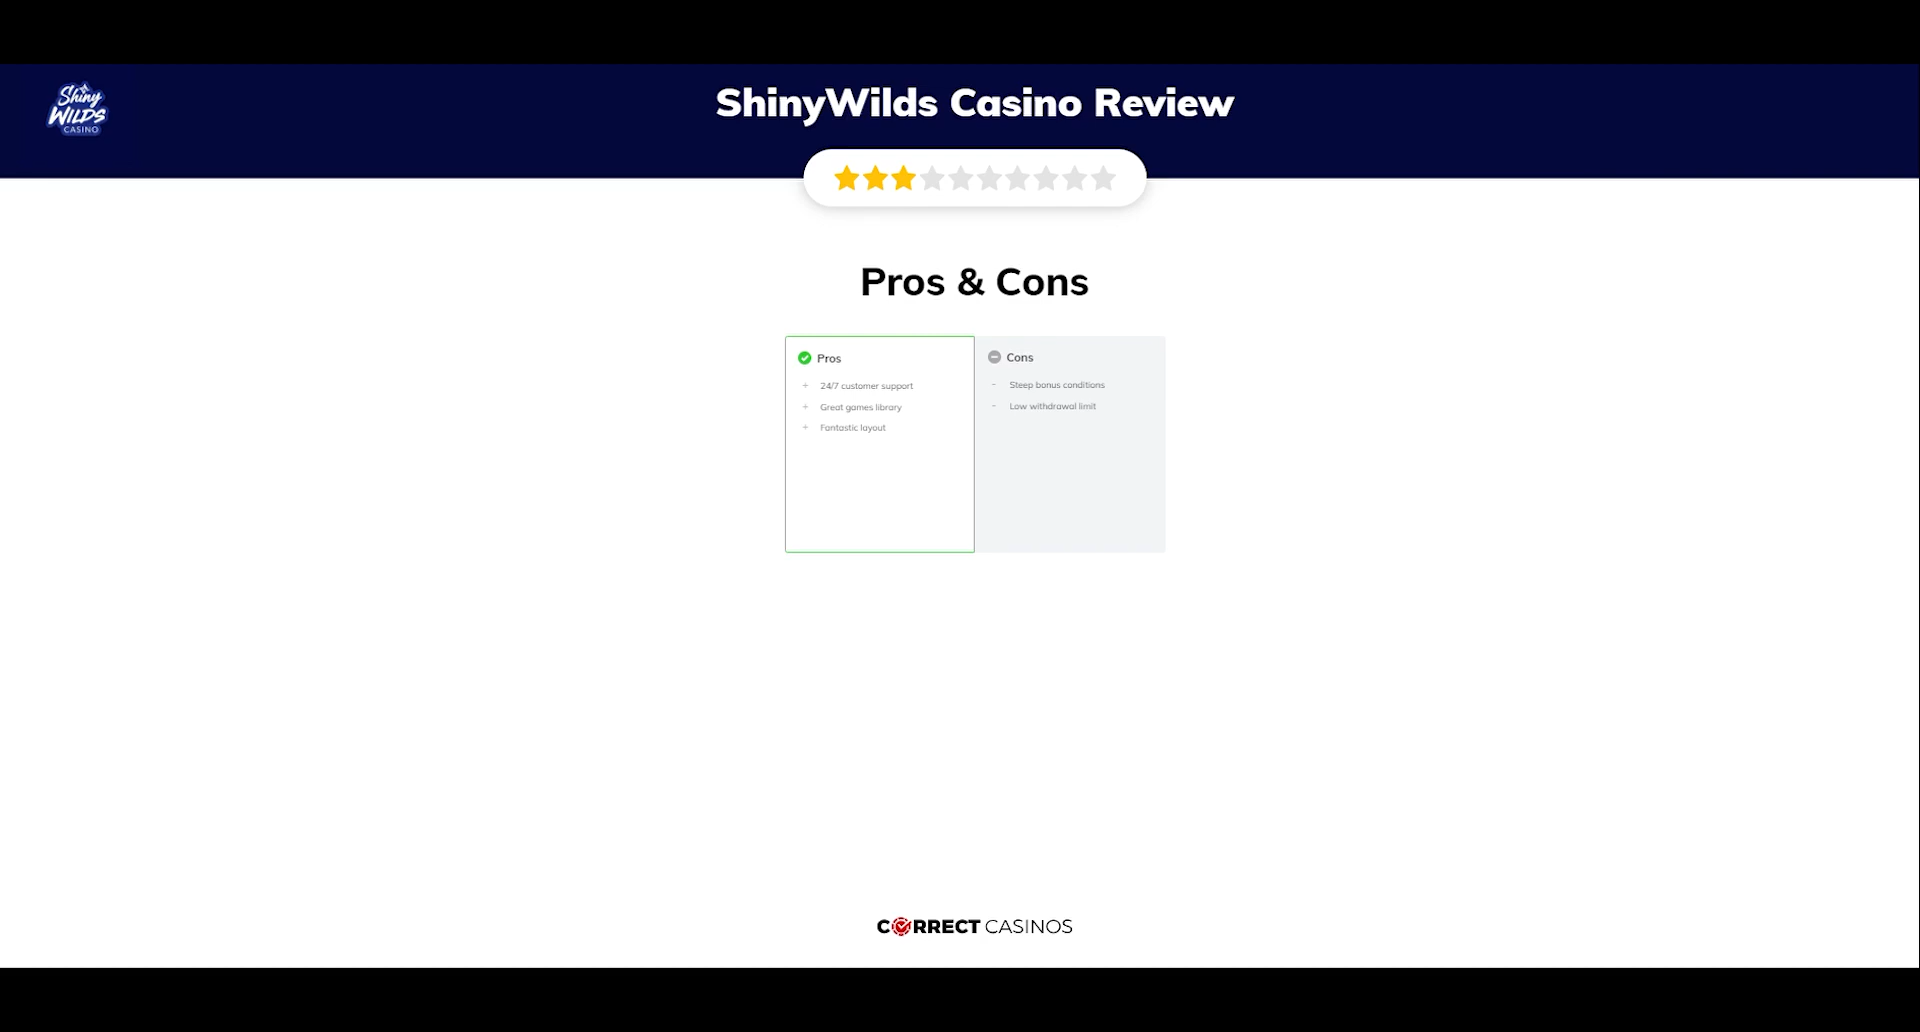 Shiny
WILDS
CASINO
ShinyWilds Casino Review
Pros & Cons
Pros
+ 24/7 customer support
+ Great games library
+ Fantastic layout
Cons
- Steep bonus conditions
- Low withdrawal limit
CORRECT CASINOS